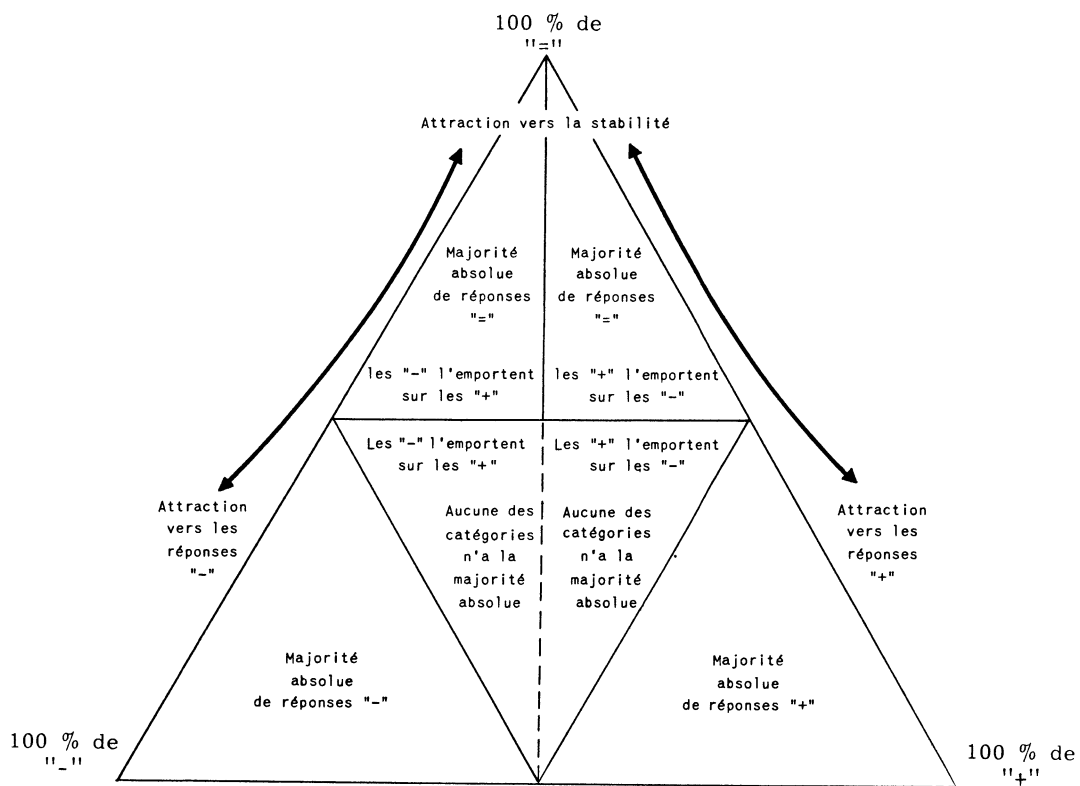 100 % de
"="
Attraction vers la stabilité
Majorité
absolue
de réponses
"="
Majorité
absolue
de réponses
"="
les "-" l'emportent
sur les "+"
les "+" l'emportent
sur les "-"
Les "-" l'emportent
sur les "+"
Les "+" l'emportent
sur les "-"
Attraction
vers les
réponses
"-"
Aucune des
catégories
n'a la
majorité
absolue
Aucune des
catégories
n'a la
majorité
absolue
Attraction
vers les
réponses
"+"
Majorité
absolue
de réponses "-"
Majorité
absolue
de réponses "+"
100 % de
"-"
100 % de
"+"